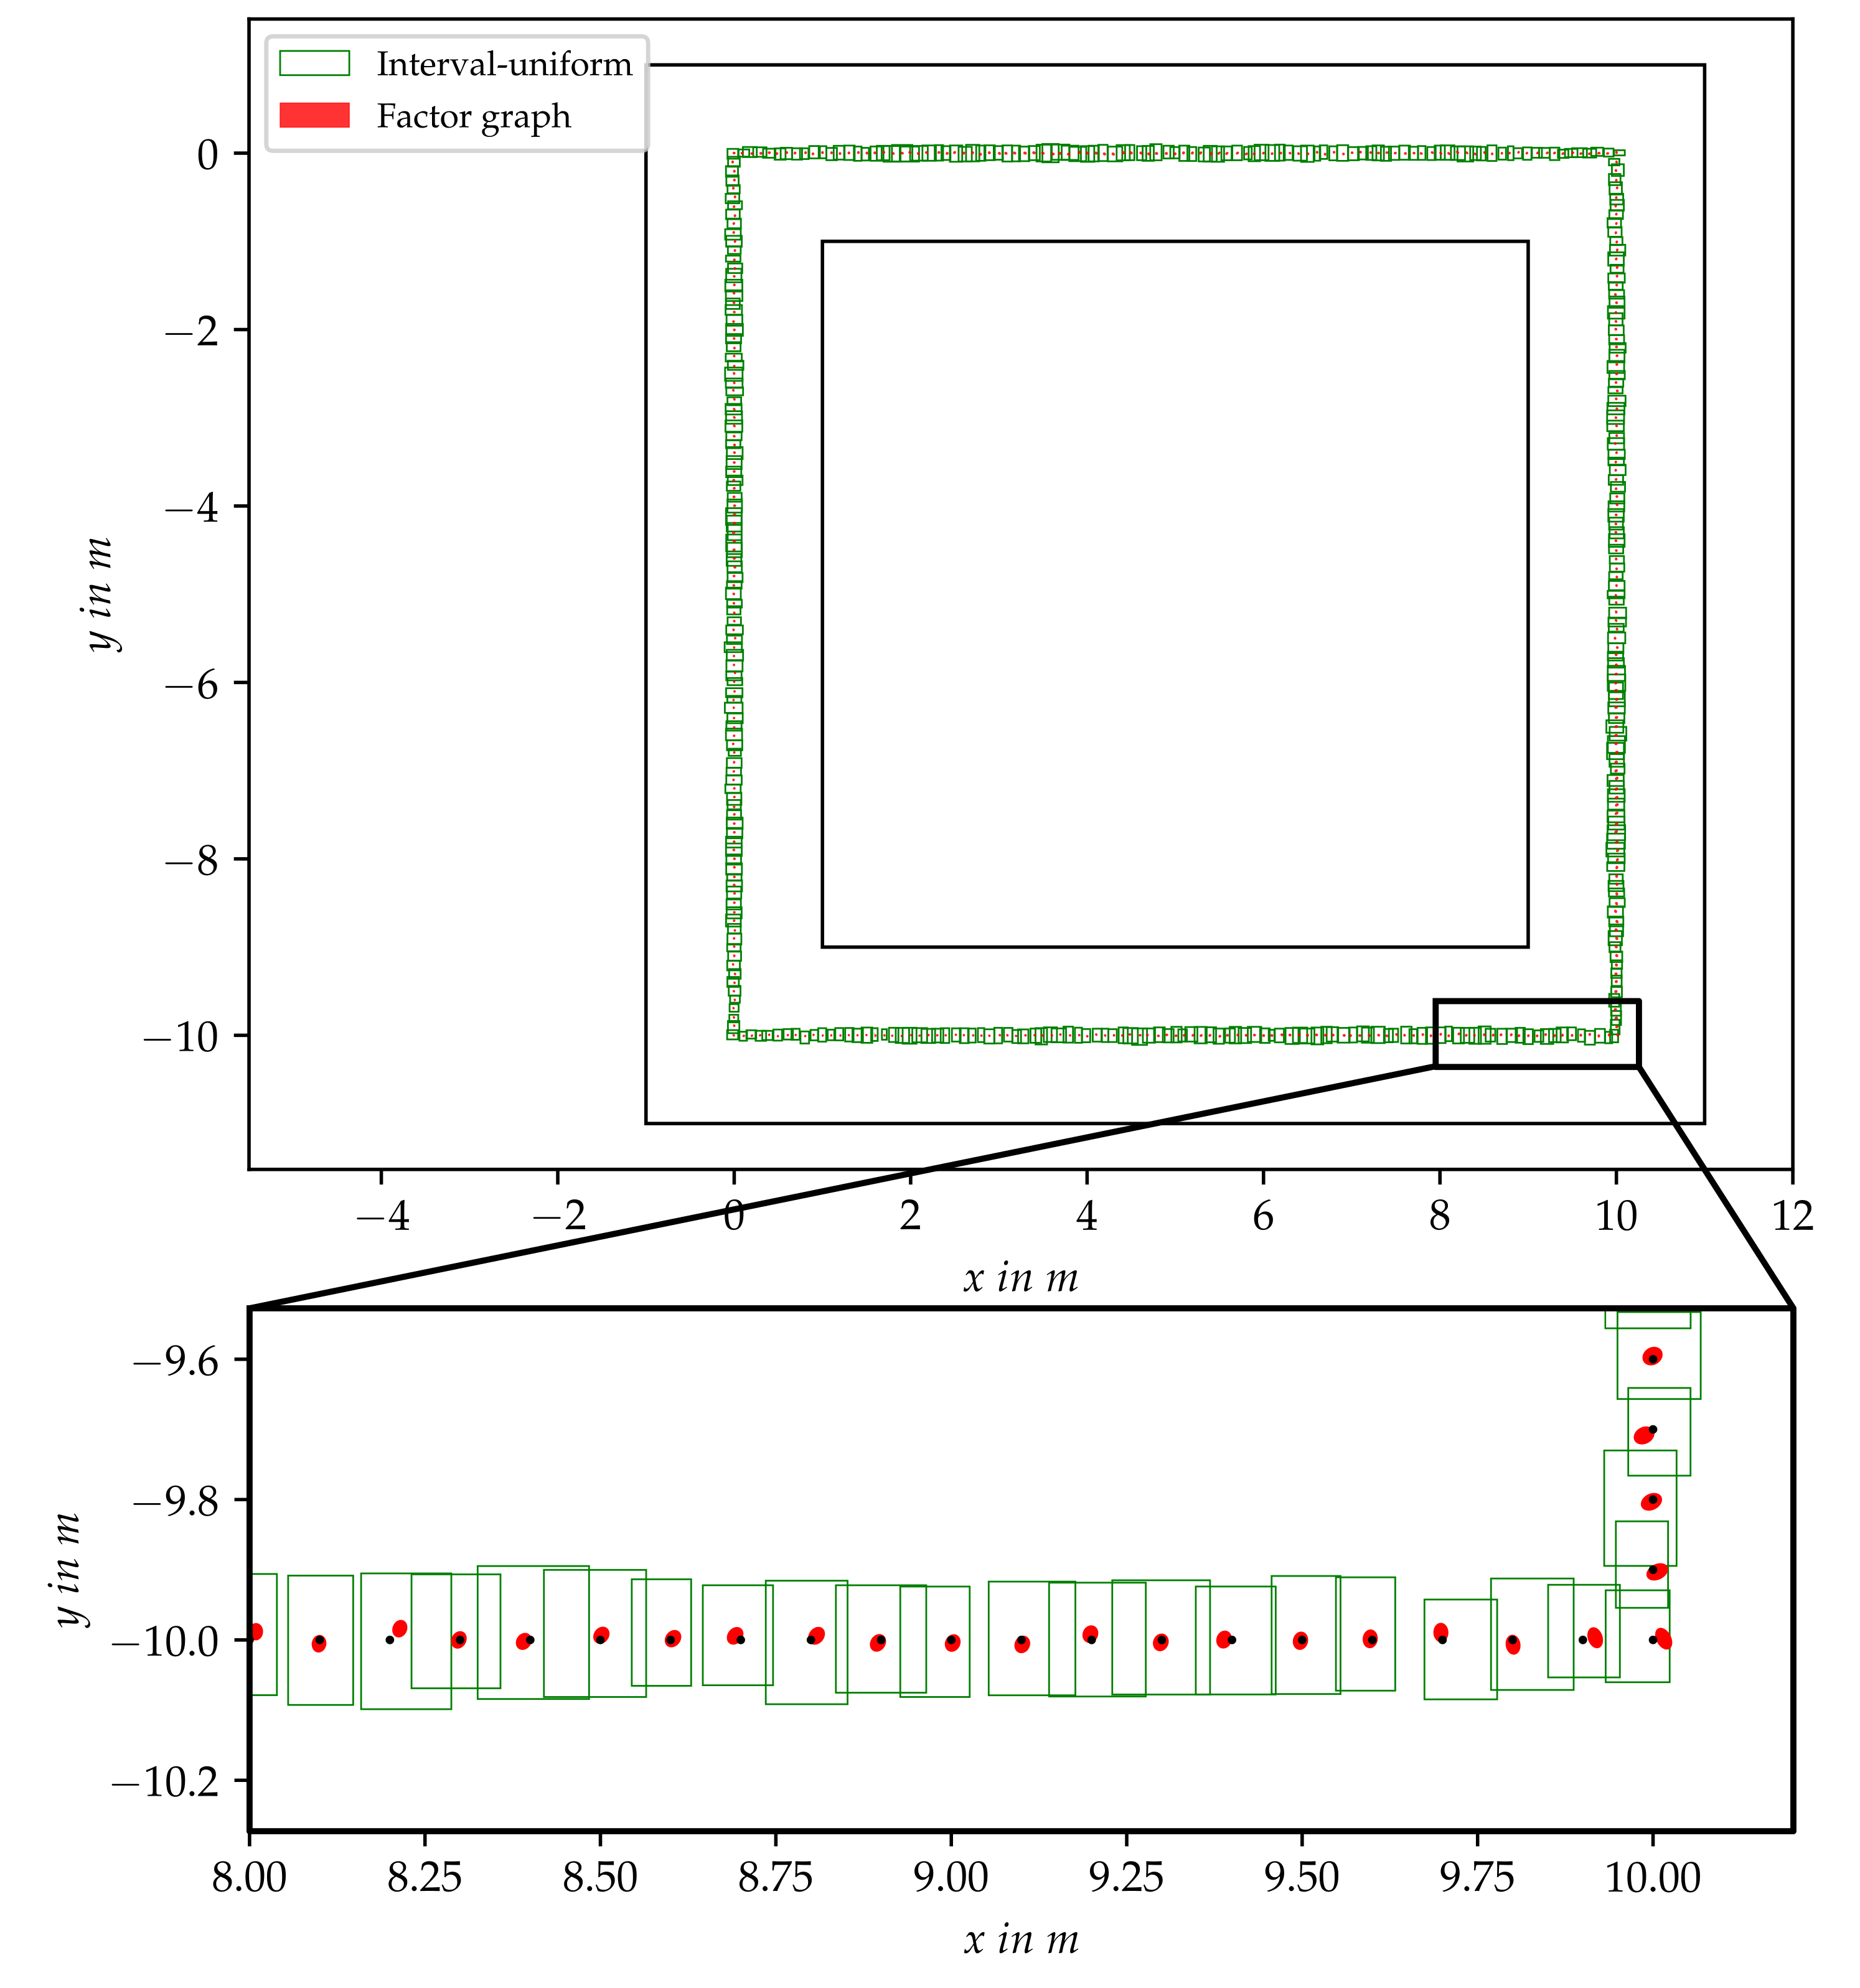 Interval-uniform
Factor graph
0
−2
−4
−6
−8
−10
y in m
−4 −2 0 2 4 6 8 10 12
x in m
−9.6
−9.8
−10.0
−10.2
y in m
8.00 8.25 8.50 8.75 9.00 9.25 9.50 9.75 10.00
x in m